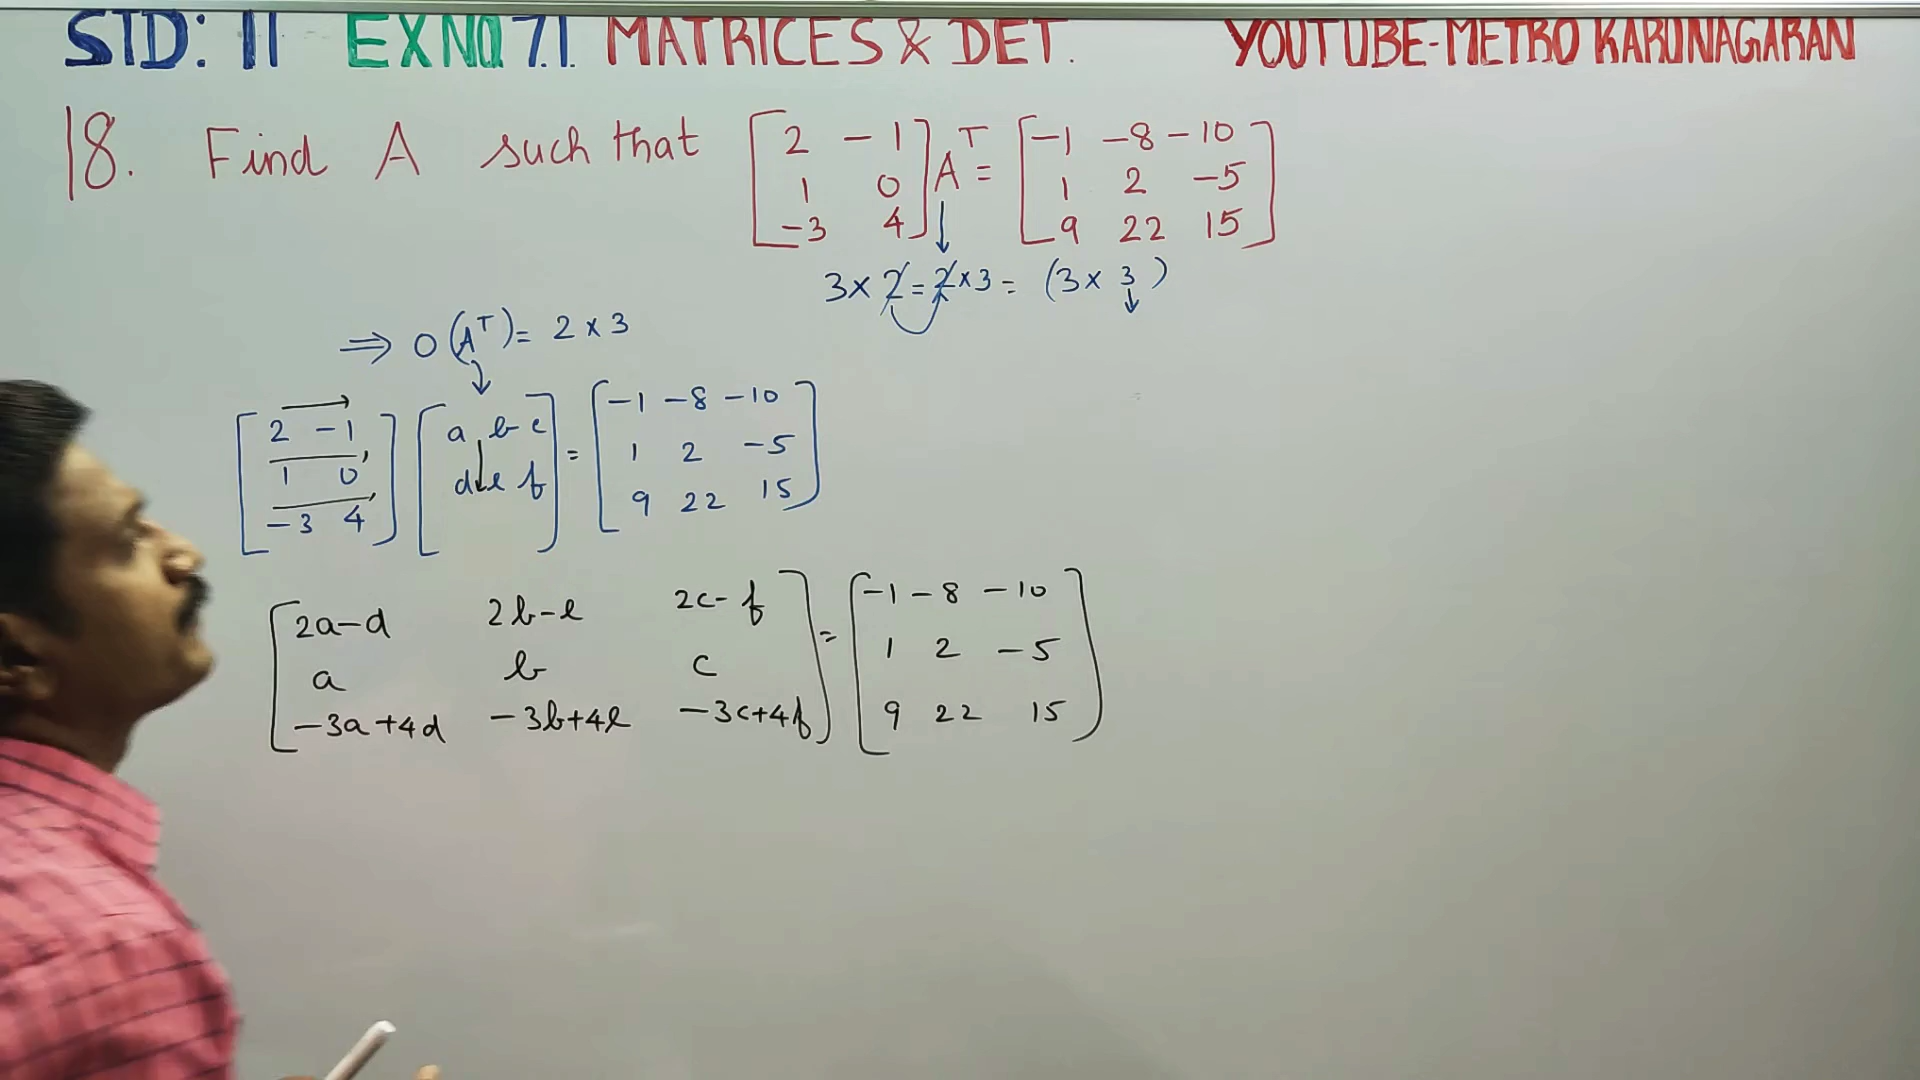 STD: 11 EXNO 7.1. MATRICES & DET. YOUTUBE-METRO KARUNAGARAN
18. Find A such that [2 -1] A^T = [-1 -8 -10]
[1 0] [1 2 -5]
[-3 4] [9 22 15]
3 × 2 = 2 × 3 = (3 × 3)
⇒ O(A^T) = 2 × 3
[2 -1] [a b c] = [-1 -8 -10]
[1 0] [d e f] [1 2 -5]
[-3 4] [9 22 15]
[2a-d 2b-e 2c-f] = [-1 -8 -10]
[a b c] [1 2 -5]
[-3a+4d -3b+4e -3c+4f] [9 22 15]